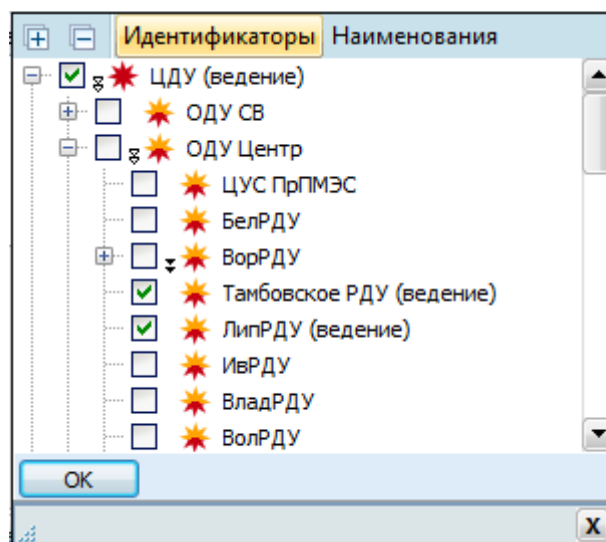 Идентификаторы Наименования
ЦДУ (ведение)
ОДУ СВ
ОДУ Центр
ЦУС ПрПМЭС
БелРДУ
ВорРДУ
Тамбовское РДУ (ведение)
ЛипРДУ (ведение)
ИвРДУ
ВладРДУ
ВолРДУ
ОК
x